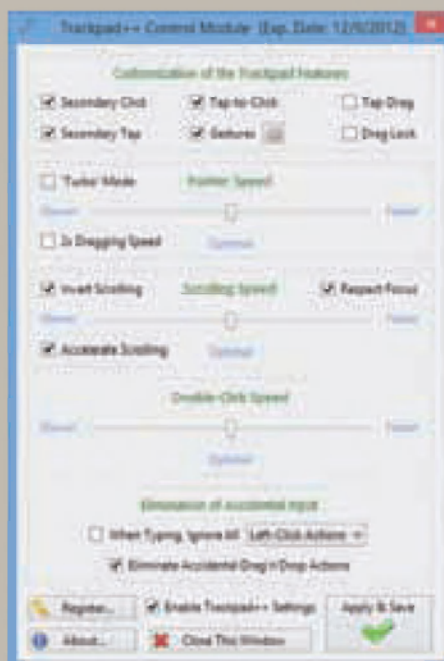 Trackpad++ Control Module (Exp. Date: 12/9/2012)
Customization of the Trackpad Features
Secondary Click Tap-to-Click Tap Drag
Secondary Tap Gestures Drag Lock
'Turbo' Mode Pointer Speed
Slower Faster
2x Dragging Speed Optimal
Invert Scrolling Scrolling Speed Respect Focus
Slower Faster
Accelerate Scrolling Optimal
Double-Click Speed
Slower Faster
Optimal
Elimination of Accidental Input
When Typing, Ignore All Left-Click Actions
Eliminate Accidental Drag'n'Drop Actions
Register... Enable Trackpad++ Settings Apply & Save
About... Close This Window